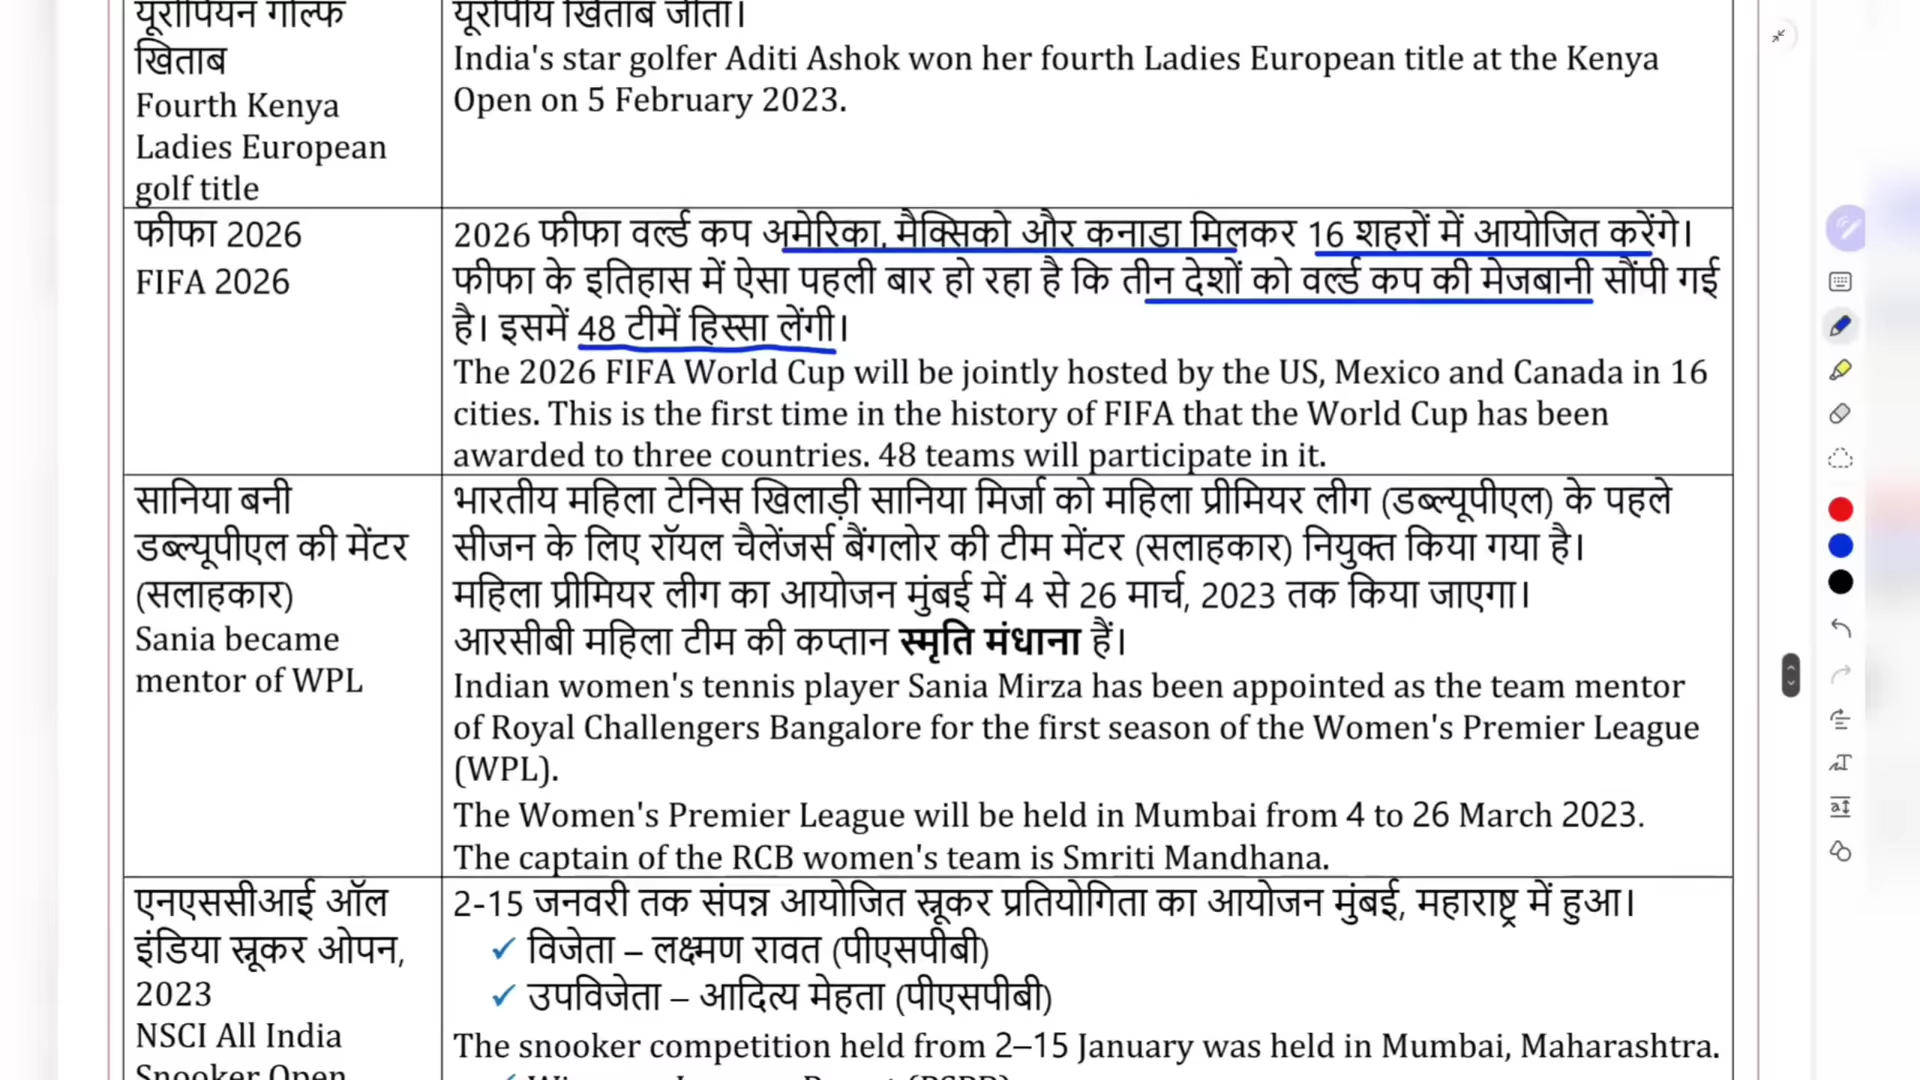 यूरोपियन गोल्फ
खिताब
Fourth Kenya
Ladies European
golf title
यूरोपीय खिताब जीता।
India's star golfer Aditi Ashok won her fourth Ladies European title at the Kenya
Open on 5 February 2023.
फीफा 2026
FIFA 2026
2026 फीफा वर्ल्ड कप अमेरिका, मैक्सिको और कनाडा मिलकर 16 शहरों में आयोजित करेंगे।
फीफा के इतिहास में ऐसा पहली बार हो रहा है कि तीन देशों को वर्ल्ड कप की मेजबानी सौंपी गई
है। इसमें 48 टीमें हिस्सा लेंगी।
The 2026 FIFA World Cup will be jointly hosted by the US, Mexico and Canada in 16
cities. This is the first time in the history of FIFA that the World Cup has been
awarded to three countries. 48 teams will participate in it.
सानिया बनी
डब्ल्यूपीएल की मेंटर
(सलाहकार)
Sania became
mentor of WPL
भारतीय महिला टेनिस खिलाड़ी सानिया मिर्जा को महिला प्रीमियर लीग (डब्ल्यूपीएल) के पहले
सीजन के लिए रॉयल चैलेंजर्स बैंगलोर की टीम मेंटर (सलाहकार) नियुक्त किया गया है।
महिला प्रीमियर लीग का आयोजन मुंबई में 4 से 26 मार्च, 2023 तक किया जाएगा।
आरसीबी महिला टीम की कप्तान स्मृति मंधाना हैं।
Indian women's tennis player Sania Mirza has been appointed as the team mentor
of Royal Challengers Bangalore for the first season of the Women's Premier League
(WPL).
The Women's Premier League will be held in Mumbai from 4 to 26 March 2023.
The captain of the RCB women's team is Smriti Mandhana.
एनएससीआई ऑल
इंडिया स्नूकर ओपन,
2023
NSCI All India
Snooker Open
2-15 जनवरी तक संपन्न आयोजित स्नूकर प्रतियोगिता का आयोजन मुंबई, महाराष्ट्र में हुआ।
✓ विजेता – लक्ष्मण रावत (पीएसपीबी)
✓ उपविजेता – आदित्य मेहता (पीएसपीबी)
The snooker competition held from 2–15 January was held in Mumbai, Maharashtra.